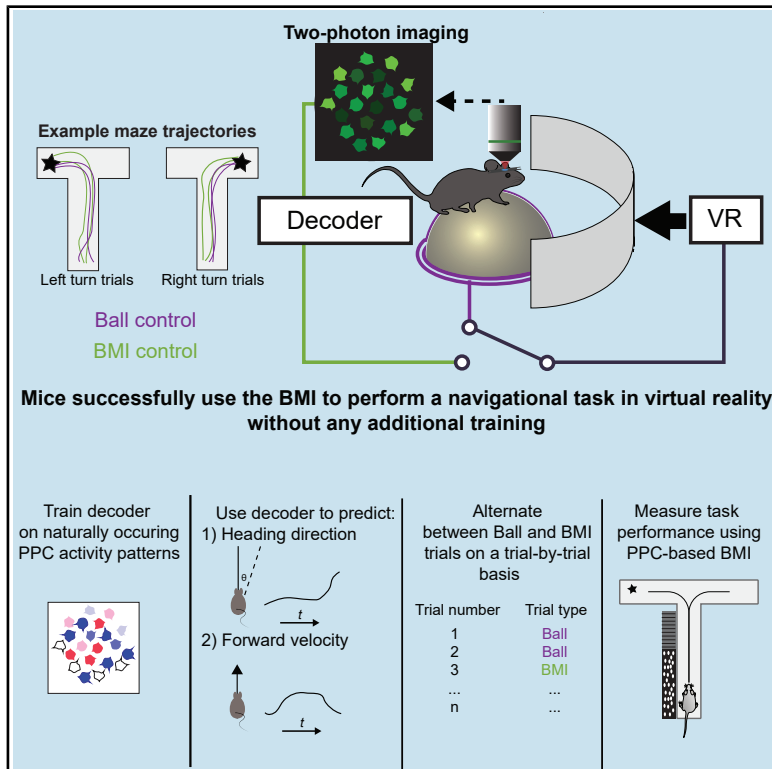 Two-photon imaging
Example maze trajectories
Left turn trials
Right turn trials
Ball control
BMI control
Decoder
VR
Mice successfully use the BMI to perform a navigational task in virtual reality
without any additional training
Train decoder
on naturally occuring
PPC activity patterns
Use decoder to predict:
1) Heading direction
θ
t
2) Forward velocity
t
Alternate
between Ball and BMI
trials on a trial-by-trial
basis
Trial number Trial type
1 Ball
2 Ball
3 BMI
... ...
n ...
Measure task
performance using
PPC-based BMI